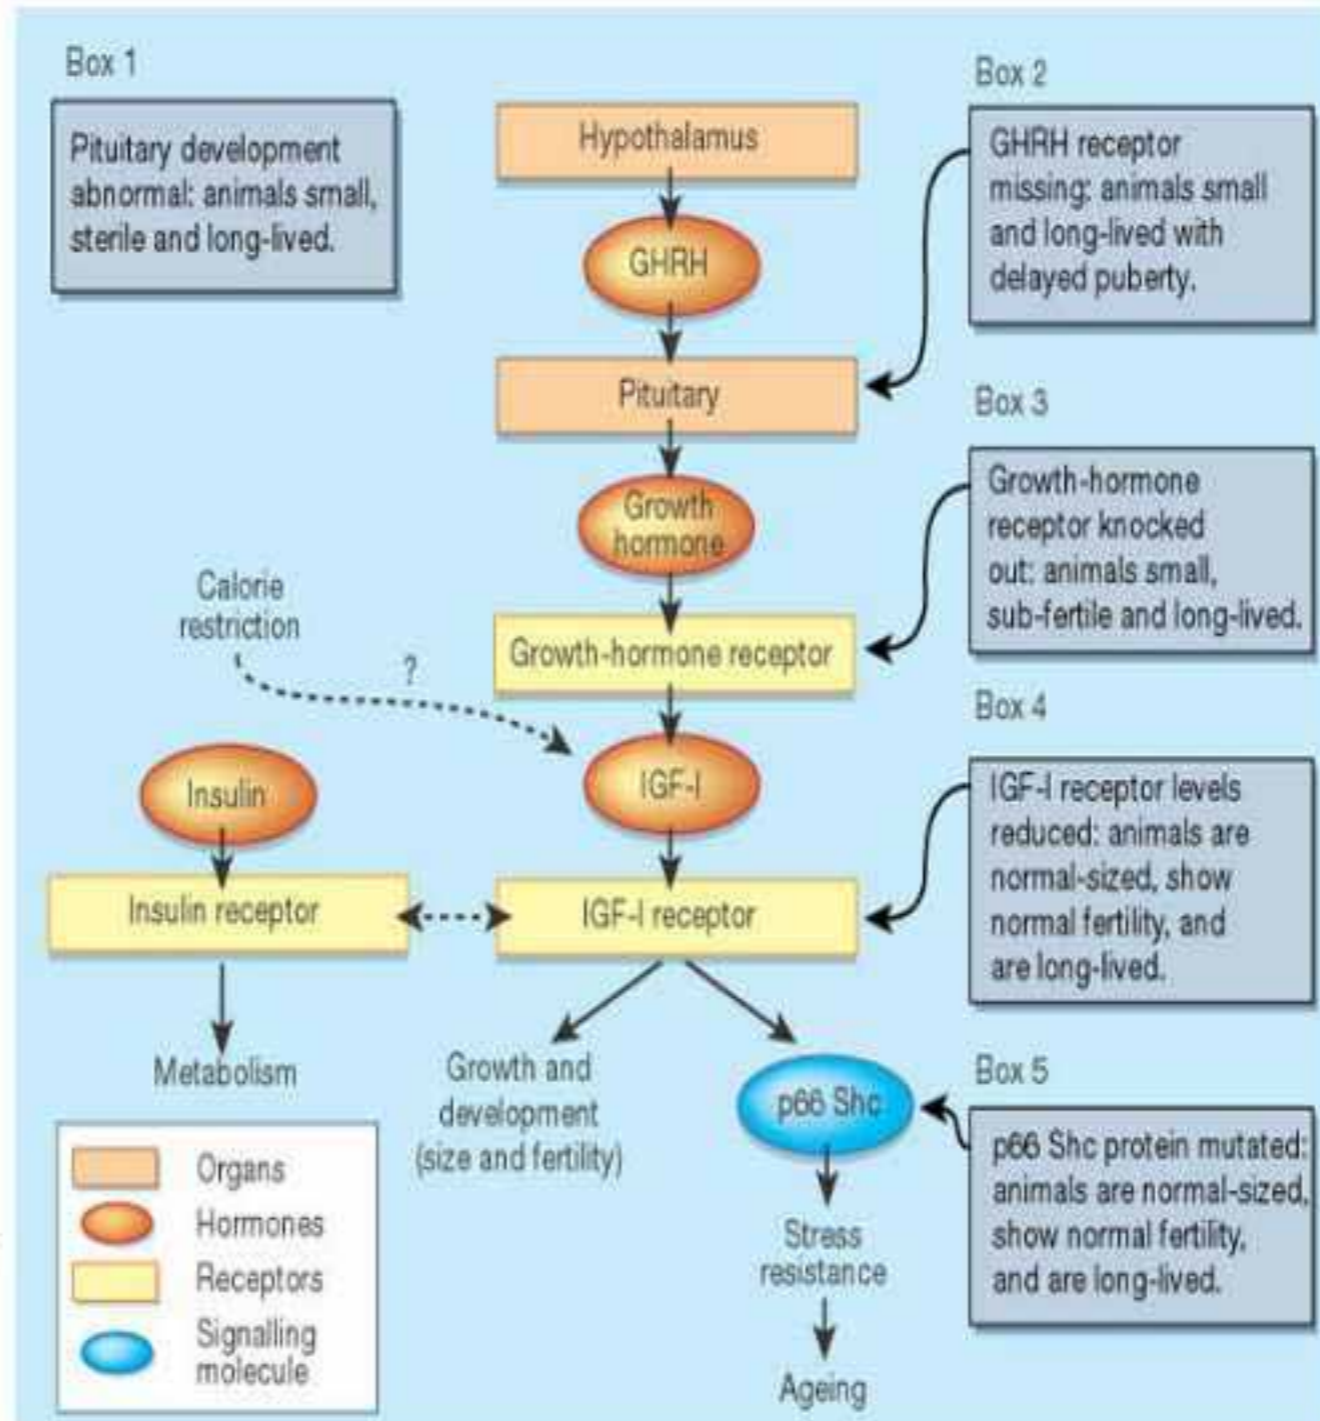 Box 1
Pituitary development
abnormal: animals small,
sterile and long-lived.
Hypothalamus
GHRH
Pituitary
Growth
hormone
Growth-hormone receptor
Calorie
restriction
?
Insulin
IGF-I
Insulin receptor
IGF-I receptor
Metabolism
Growth and
development
(size and fertility)
p66 Shc
Stress
resistance
Ageing
Box 2
GHRH receptor
missing: animals small
and long-lived with
delayed puberty.
Box 3
Growth-hormone
receptor knocked
out: animals small,
sub-fertile and long-lived.
Box 4
IGF-I receptor levels
reduced: animals are
normal-sized, show
normal fertility, and
are long-lived.
Box 5
p66 Shc protein mutated:
animals are normal-sized,
show normal fertility,
and are long-lived.
Organs
Hormones
Receptors
Signalling
molecule